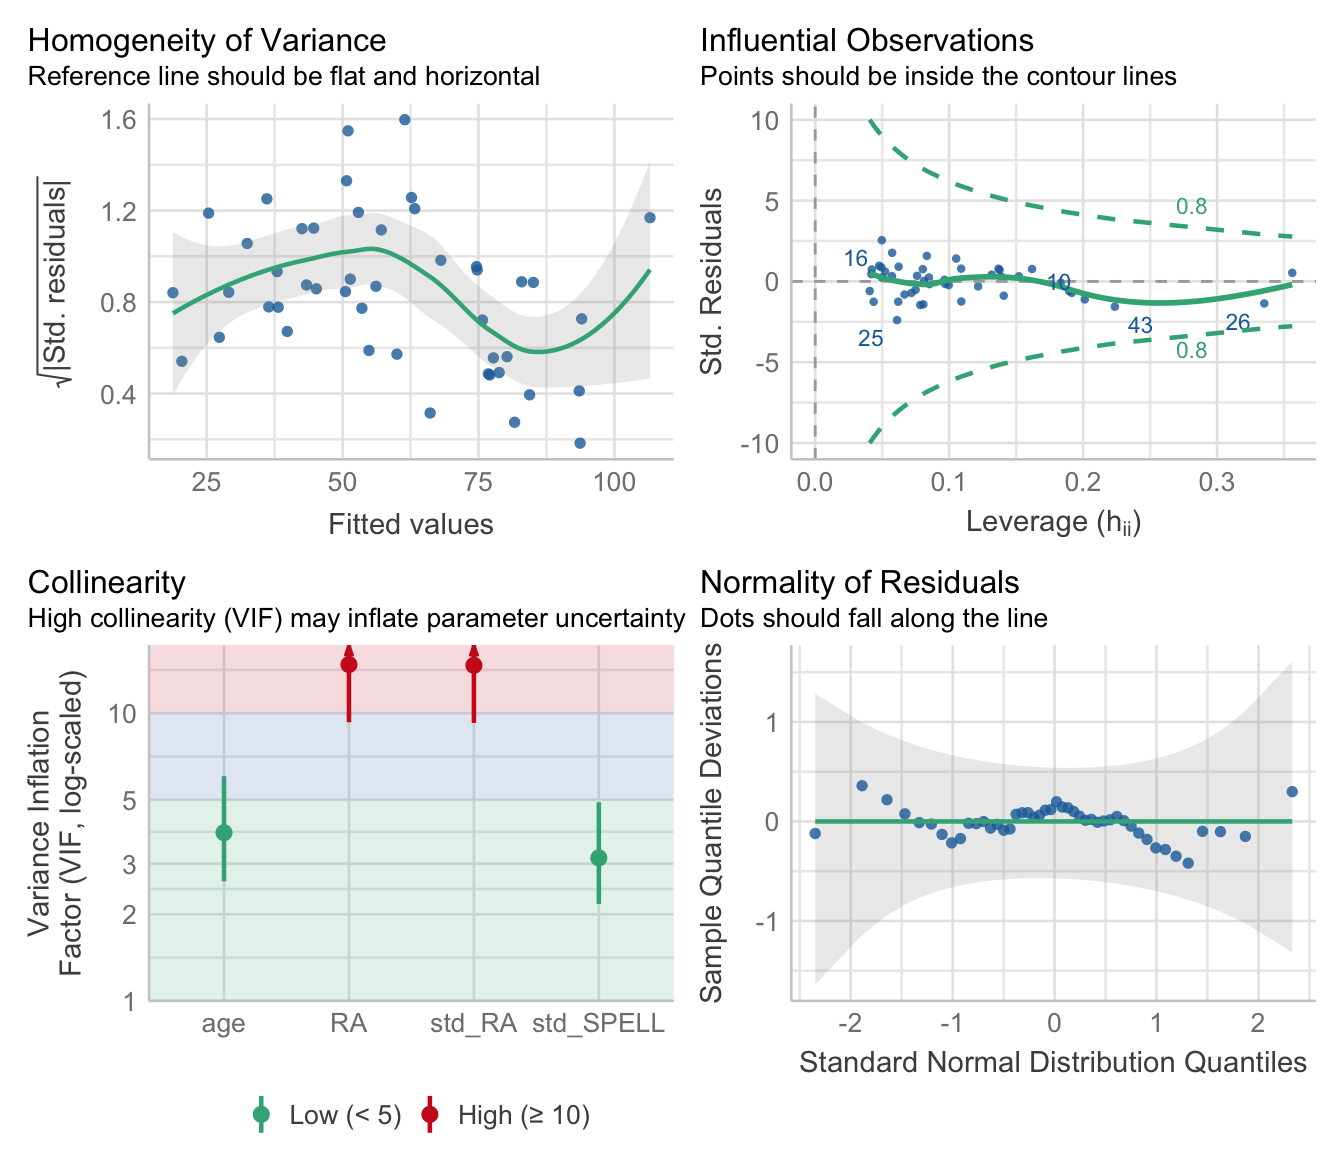 Homogeneity of Variance
Reference line should be flat and horizontal
√|Std. residuals|
1.6
1.2
0.8
0.4
25 50 75 100
Fitted values
Influential Observations
Points should be inside the contour lines
Std. Residuals
10
5
0
-5
-10
0.8
16
10
25
43
26
0.8
0.0 0.1 0.2 0.3
Leverage (hii)
Collinearity
High collinearity (VIF) may inflate parameter uncertainty
Variance Inflation
Factor (VIF, log-scaled)
10
5
3
2
1
age RA std_RA std_SPELL
Low (< 5) High (≥ 10)
Normality of Residuals
Dots should fall along the line
Sample Quantile Deviations
1
0
-1
-2 -1 0 1 2
Standard Normal Distribution Quantiles